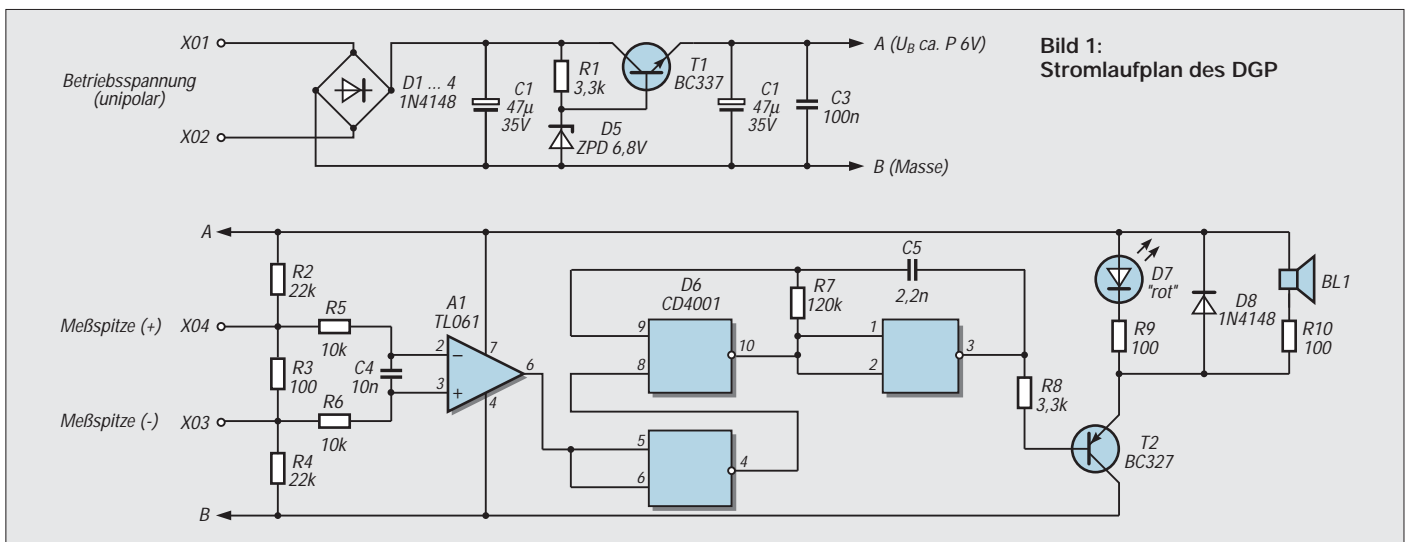 Bild 1:
Stromlaufplan des DGP
X01
Betriebsspannung
(unipolar)
X02
D1 ... 4
1N4148
C1
47µ
35V
R1
3,3k
D5
ZPD 6,8V
T1
BC337
C1
47µ
35V
C3
100n
A (UB ca. P 6V)
B (Masse)
A
R2
22k
Meßspitze (+) X04
R3
100
Meßspitze (-) X03
R4
22k
B
R5
10k
C4
10n
R6
10k
A1
TL061
2
−
3
+
7
4
6
D6
CD4001
9
8
10
5
6
4
R7
120k
C5
2,2n
1
2
3
R8
3,3k
T2
BC327
D7
"rot"
R9
100
D8
1N4148
BL1
R10
100